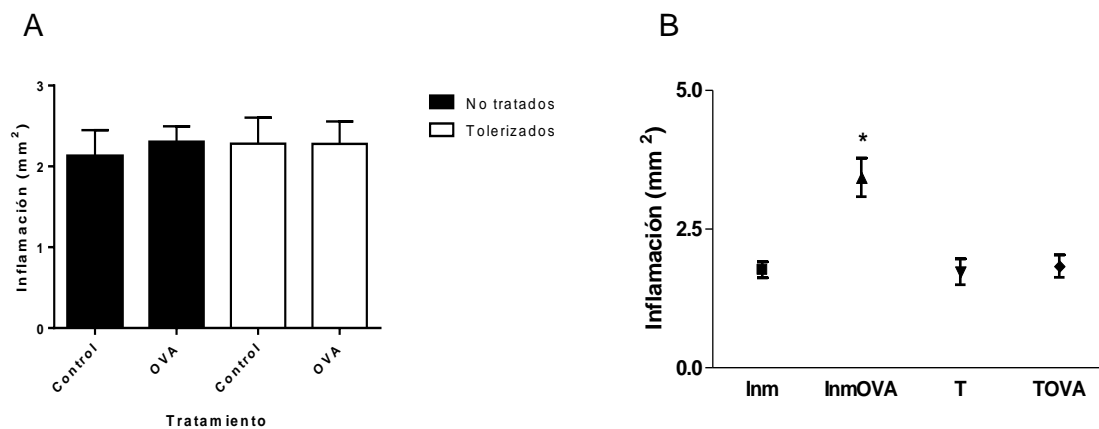 A
Inflamación (mm²)
3
2
1
0
Control
OVA
Control
OVA
Tratamiento
No tratados
Tolerizados
B
Inflamación (mm²)
5.0
2.5
0.0
*
Inm
InmOVA
T
TOVA